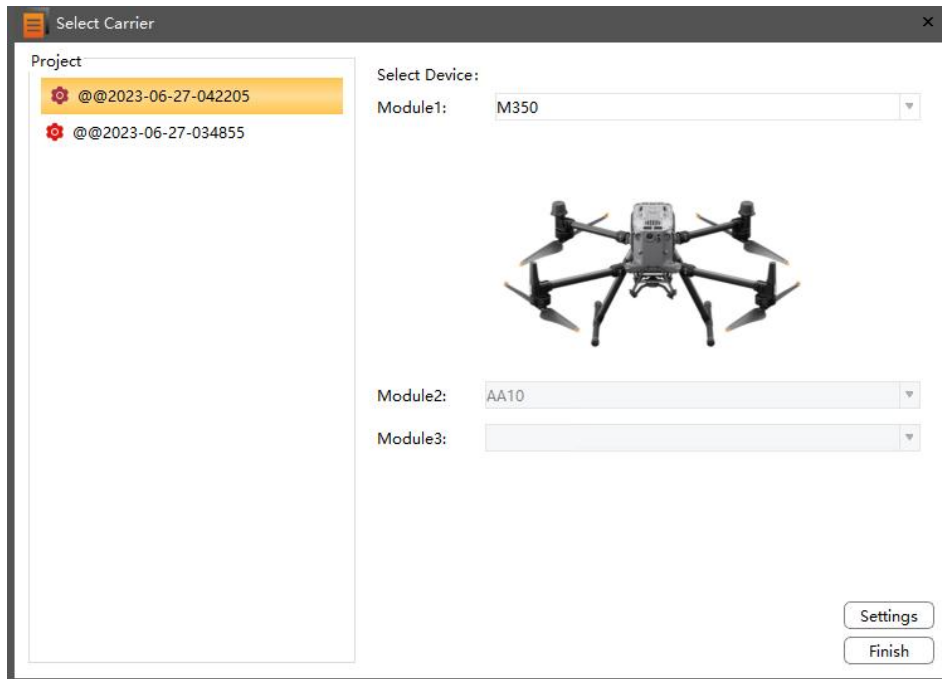 Select Carrier
Project
@@2023-06-27-042205
@@2023-06-27-034855
Select Device:
Module1: M350
Module2: AA10
Module3:
Settings
Finish